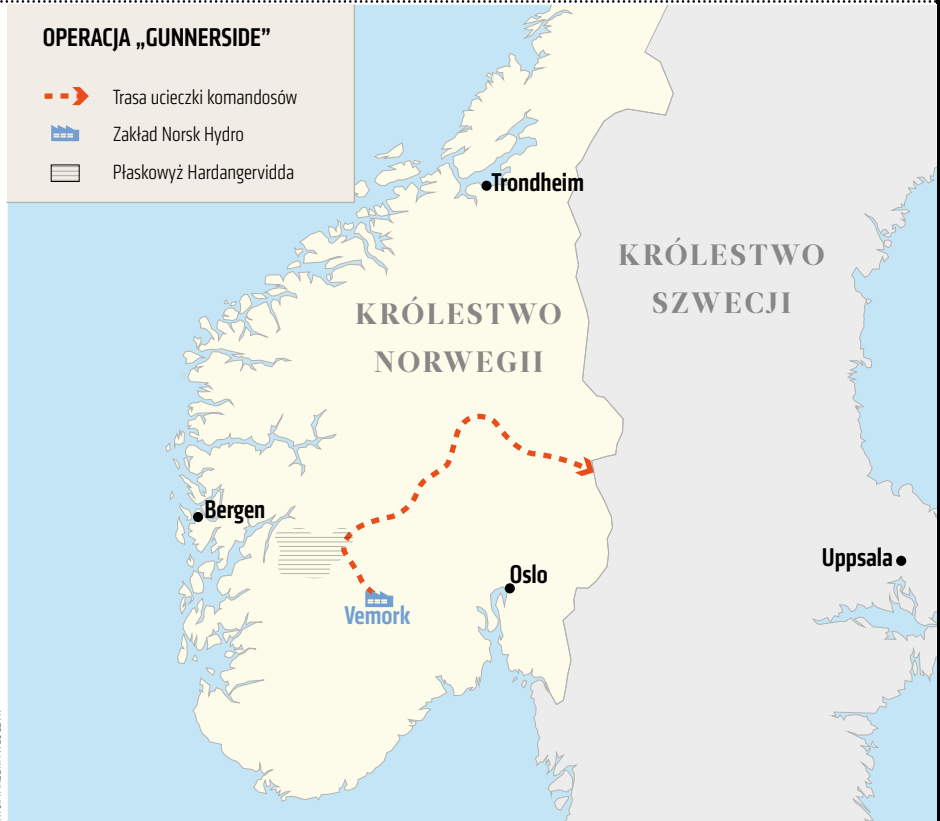 OPERACJA „GUNNERSIDE”
Trasa ucieczki komandosów
Zakład Norsk Hydro
Płaskowyż Hardangervidda
Trondheim
KRÓLESTWO
SZWECJI
KRÓLESTWO
NORWEGII
Bergen
Uppsala
Oslo
Vemork